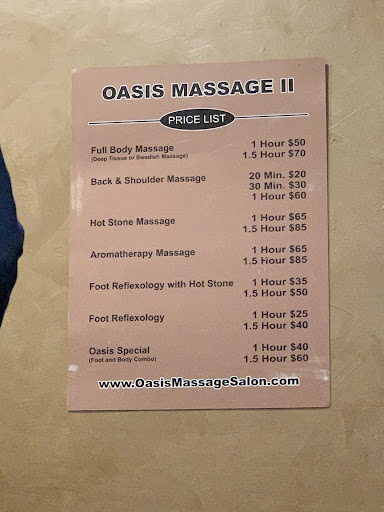 OASIS MASSAGE II
PRICE LIST
Full Body Massage 1 Hour $50
(Deep Tissue or Swedish Massage) 1.5 Hour $70
Back & Shoulder Massage 20 Min. $20
30 Min. $30
1 Hour $60
Hot Stone Massage 1 Hour $65
1.5 Hour $85
Aromatherapy Massage 1 Hour $65
1.5 Hour $85
Foot Reflexology with Hot Stone 1 Hour $35
1.5 Hour $50
Foot Reflexology 1 Hour $25
1.5 Hour $40
Oasis Special 1 Hour $40
(Foot and Body Combo) 1.5 Hour $60
www.OasisMassageSalon.com